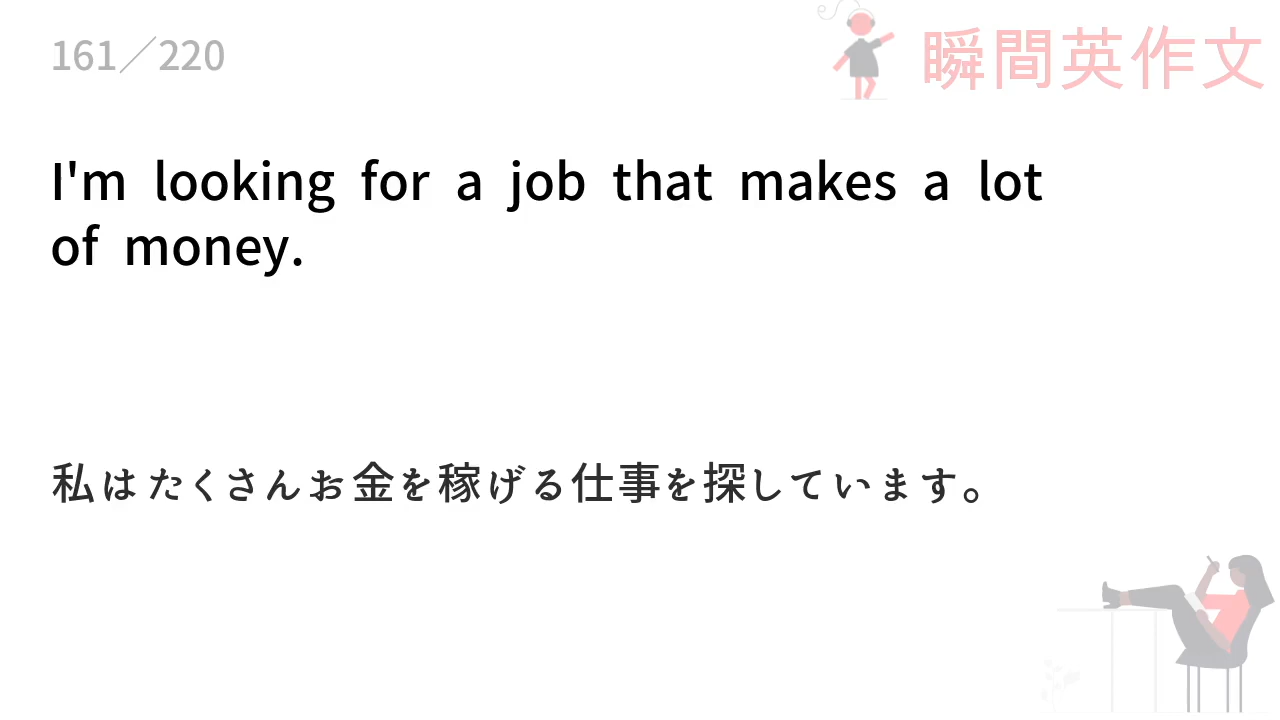 161／220
瞬間英作文
I'm looking for a job that makes a lot
of money.
私はたくさんお金を稼げる仕事を探しています。